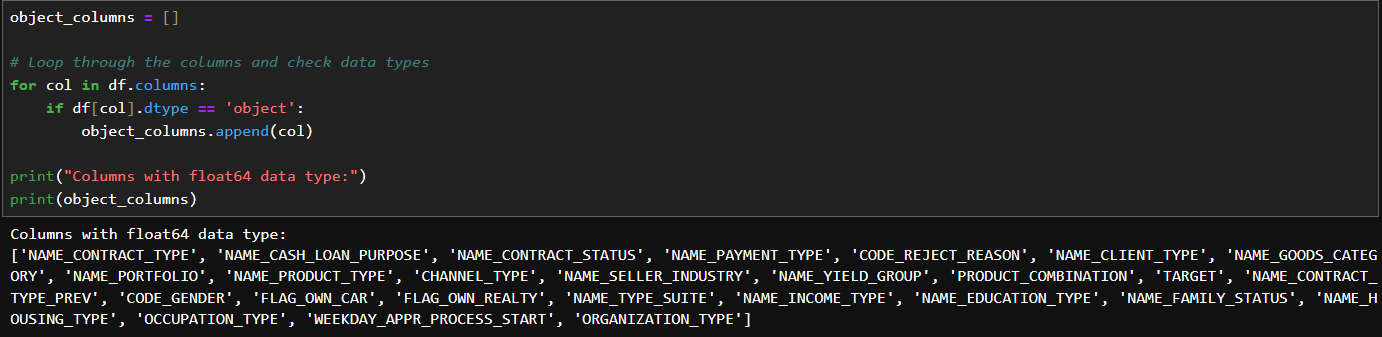 object_columns = []
# Loop through the columns and check data types
for col in df.columns:
    if df[col].dtype == 'object':
        object_columns.append(col)
print("Columns with float64 data type:")
print(object_columns)
Columns with float64 data type:
['NAME_CONTRACT_TYPE', 'NAME_CASH_LOAN_PURPOSE', 'NAME_CONTRACT_STATUS', 'NAME_PAYMENT_TYPE', 'CODE_REJECT_REASON', 'NAME_CLIENT_TYPE', 'NAME_GOODS_CATEG
ORY', 'NAME_PORTFOLIO', 'NAME_PRODUCT_TYPE', 'CHANNEL_TYPE', 'NAME_SELLER_INDUSTRY', 'NAME_YIELD_GROUP', 'PRODUCT_COMBINATION', 'TARGET', 'NAME_CONTRACT_
TYPE_PREV', 'CODE_GENDER', 'FLAG_OWN_CAR', 'FLAG_OWN_REALTY', 'NAME_TYPE_SUITE', 'NAME_INCOME_TYPE', 'NAME_EDUCATION_TYPE', 'NAME_FAMILY_STATUS', 'NAME_H
OUSING_TYPE', 'OCCUPATION_TYPE', 'WEEKDAY_APPR_PROCESS_START', 'ORGANIZATION_TYPE']